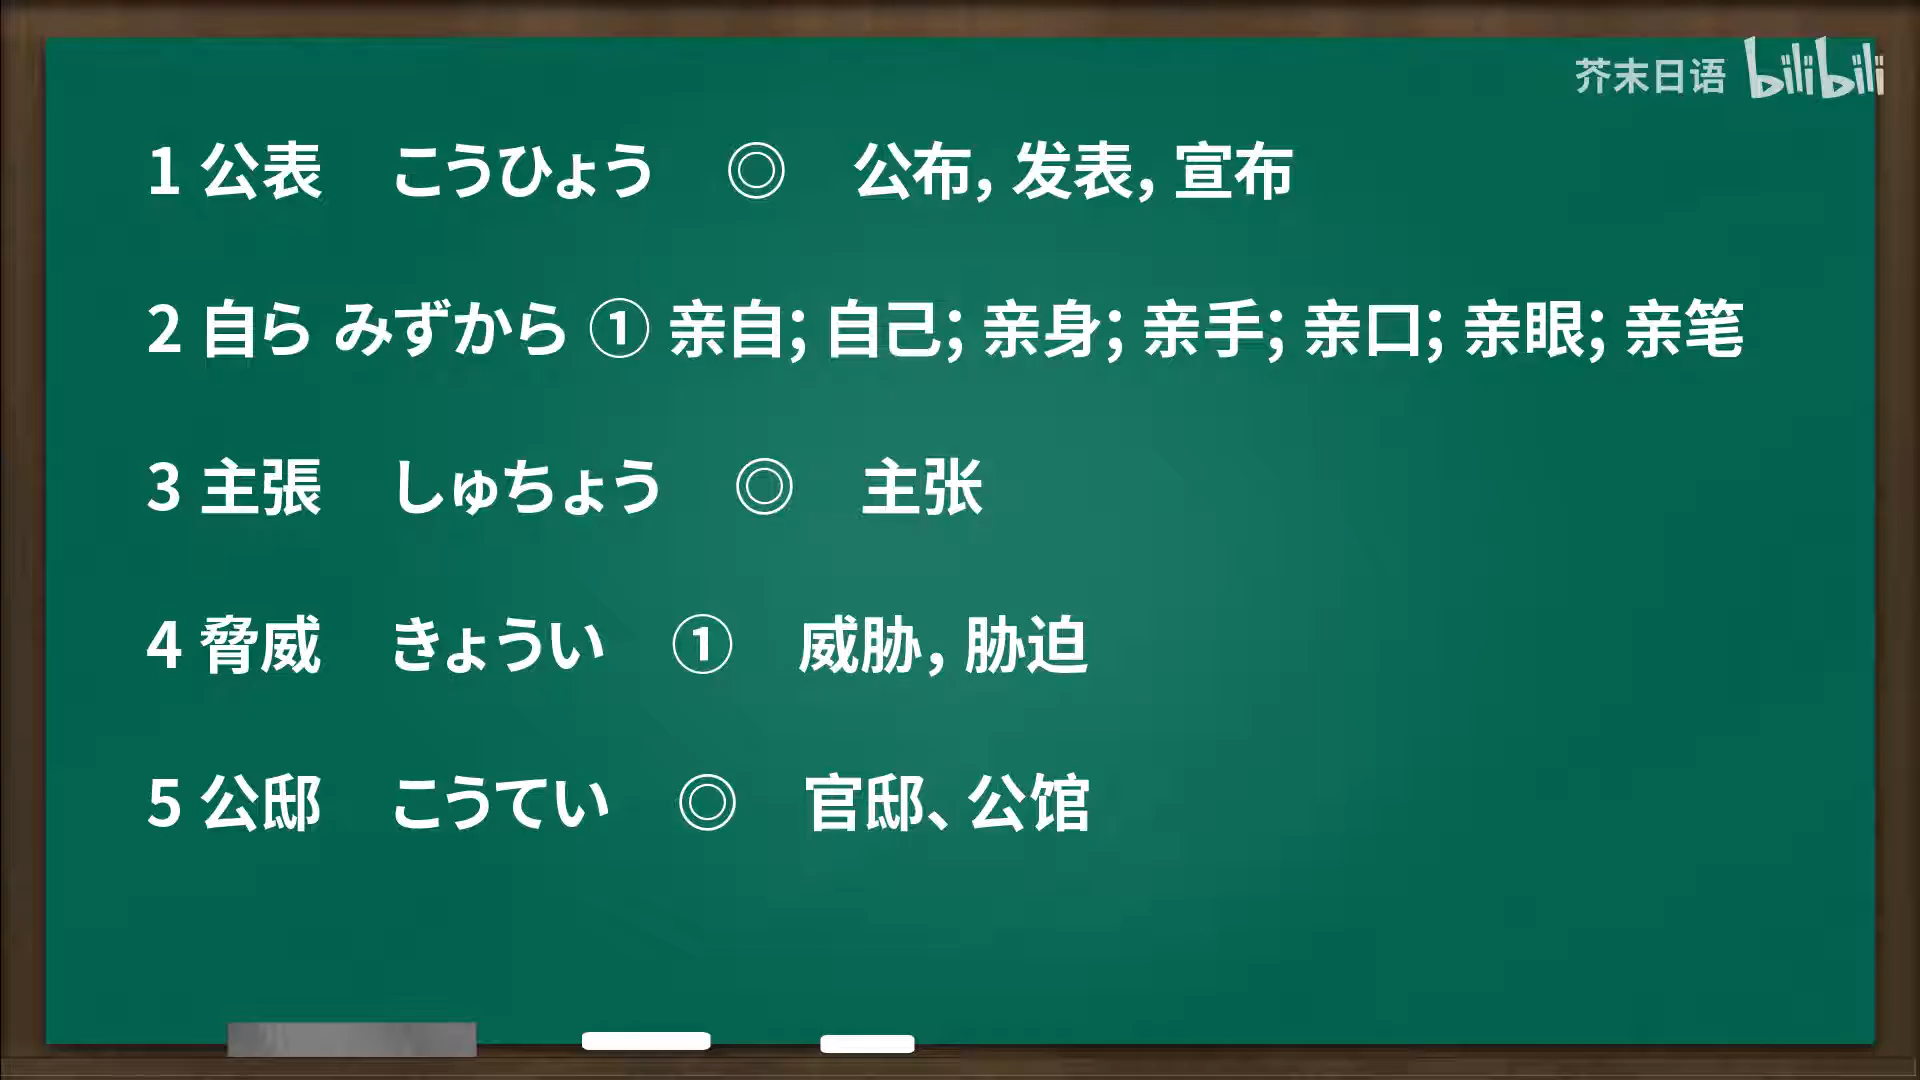 芥末日语 bilibili
1 公表 こうひょう ◎ 公布，发表，宣布
2 自ら みずから ① 亲自；自己；亲身；亲手；亲口；亲眼；亲笔
3 主張 しゅちょう ◎ 主张
4 脅威 きょうい ① 威胁，胁迫
5 公邸 こうてい ◎ 官邸、公馆